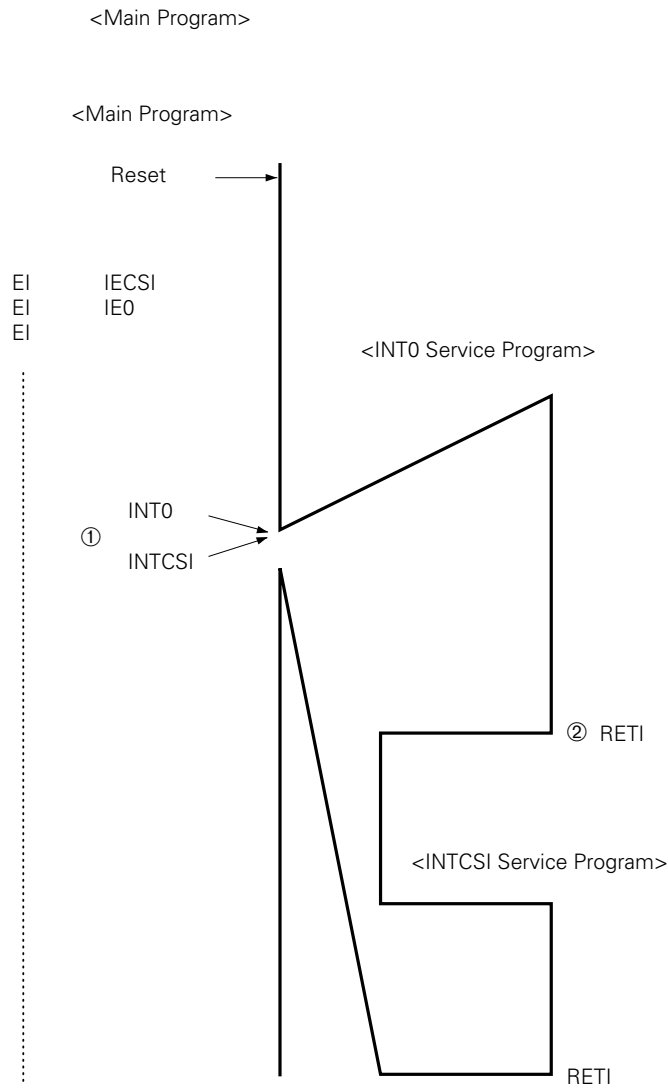 <Main Program>
<Main Program>
Reset
EI IECSI
EI IE0
EI
<INT0 Service Program>
INT0
①
INTCSI
② RETI
<INTCSI Service Program>
RETI